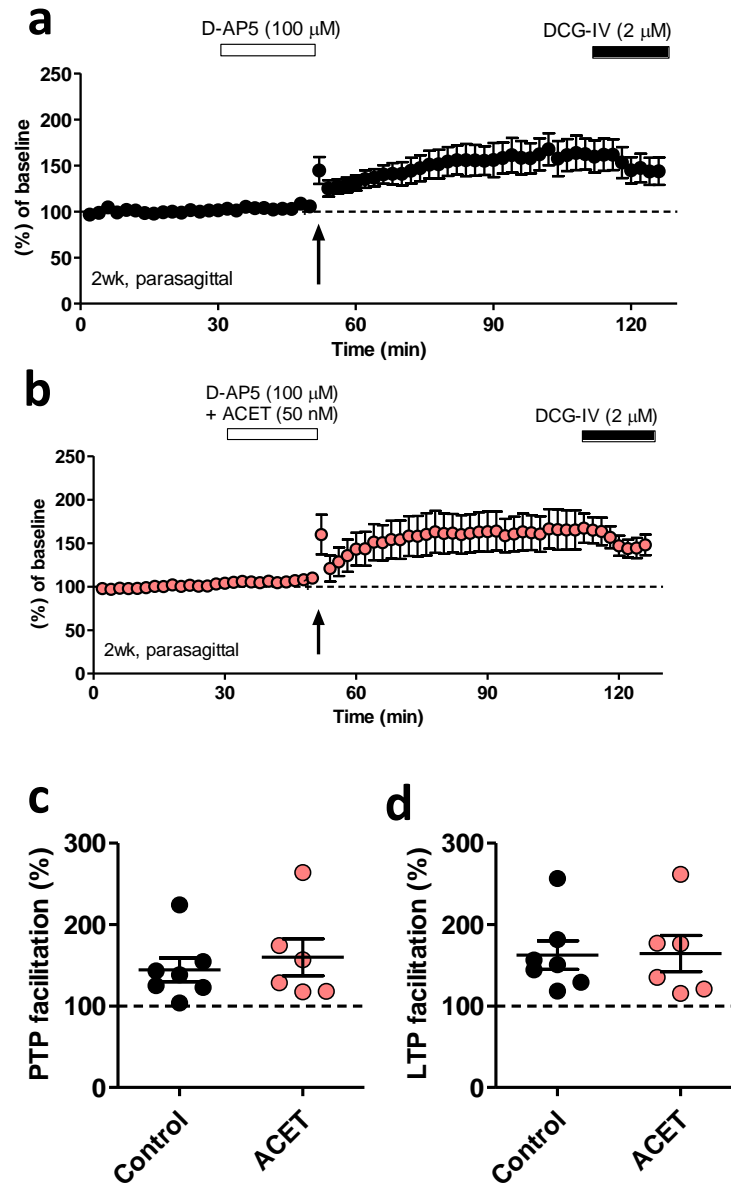 a
D-AP5 (100 μM)
DCG-IV (2 μM)
250
200
150
100
50
0
(%) of baseline
2wk, parasagittal
0 30 60 90 120
Time (min)
b
D-AP5 (100 μM)
+ ACET (50 nM)
DCG-IV (2 μM)
250
200
150
100
50
0
(%) of baseline
2wk, parasagittal
0 30 60 90 120
Time (min)
c
300
200
100
0
PTP facilitation (%)
Control ACET
d
300
200
100
0
LTP facilitation (%)
Control ACET